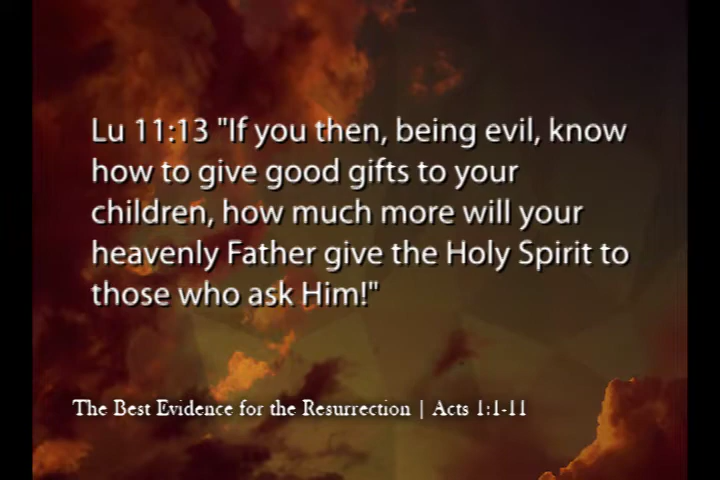 Lu 11:13 "If you then, being evil, know
how to give good gifts to your
children, how much more will your
heavenly Father give the Holy Spirit to
those who ask Him!"
The Best Evidence for the Resurrection | Acts 1:1-11